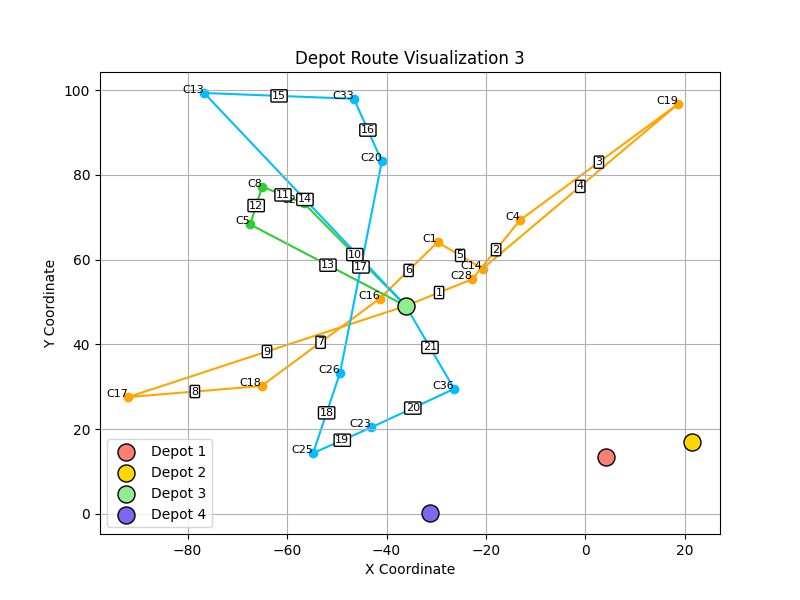 Depot Route Visualization 3
100
80
60
40
20
0
Y Coordinate
−80
−60
−40
−20
0
20
X Coordinate
C13
15
C33
C19
16
C20
3
4
C8
11
14
12
C5
C4
2
C1
5
10
17
13
6
C14
C28
C16
1
21
7
9
C17
8
C18
C26
C36
20
18
C23
19
C25
Depot 1
Depot 2
Depot 3
Depot 4